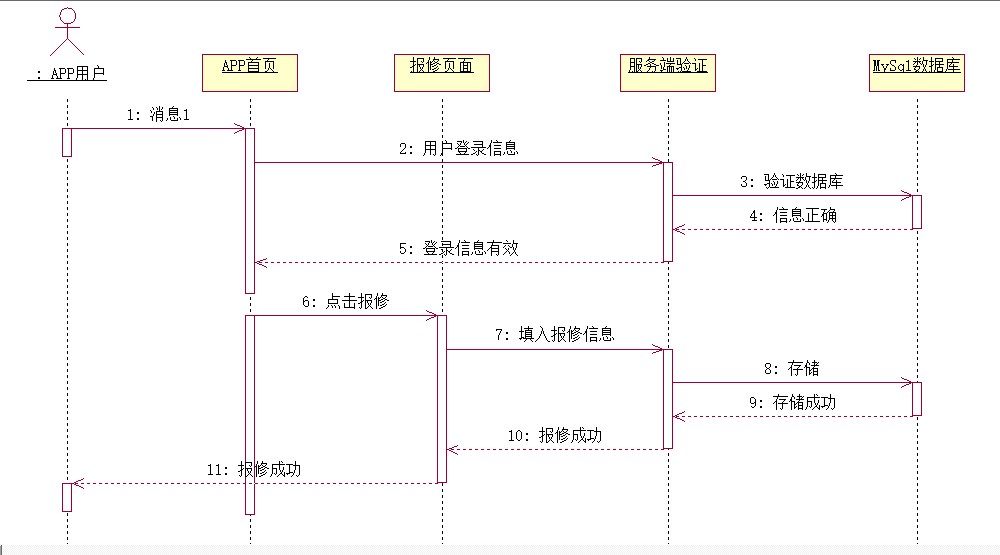 : APP用户
APP首页
报修页面
服务端验证
MySql数据库
1: 消息1
2: 用户登录信息
3: 验证数据库
4: 信息正确
5: 登录信息有效
6: 点击报修
7: 填入报修信息
8: 存储
9: 存储成功
10: 报修成功
11: 报修成功